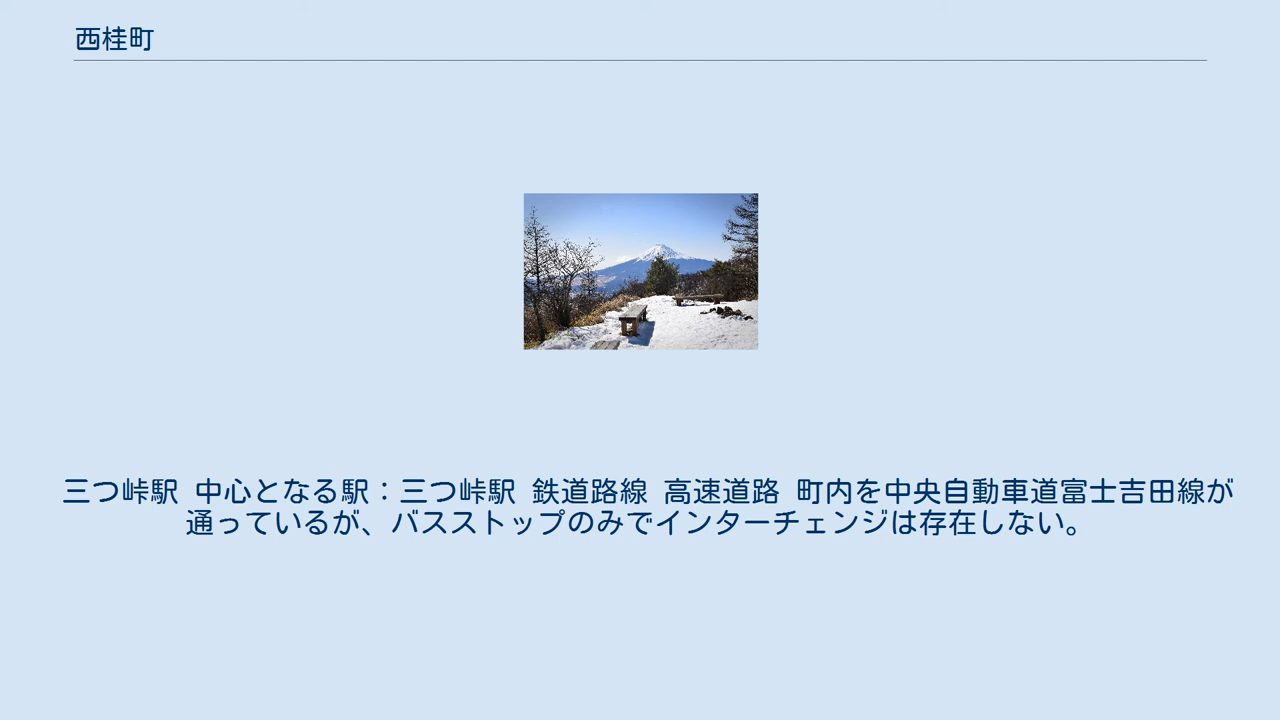 西桂町
三つ峠駅 中心となる駅：三つ峠駅 鉄道路線 高速道路 町内を中央自動車道富士吉田線が
通っているが、バスストップのみでインターチェンジは存在しない。